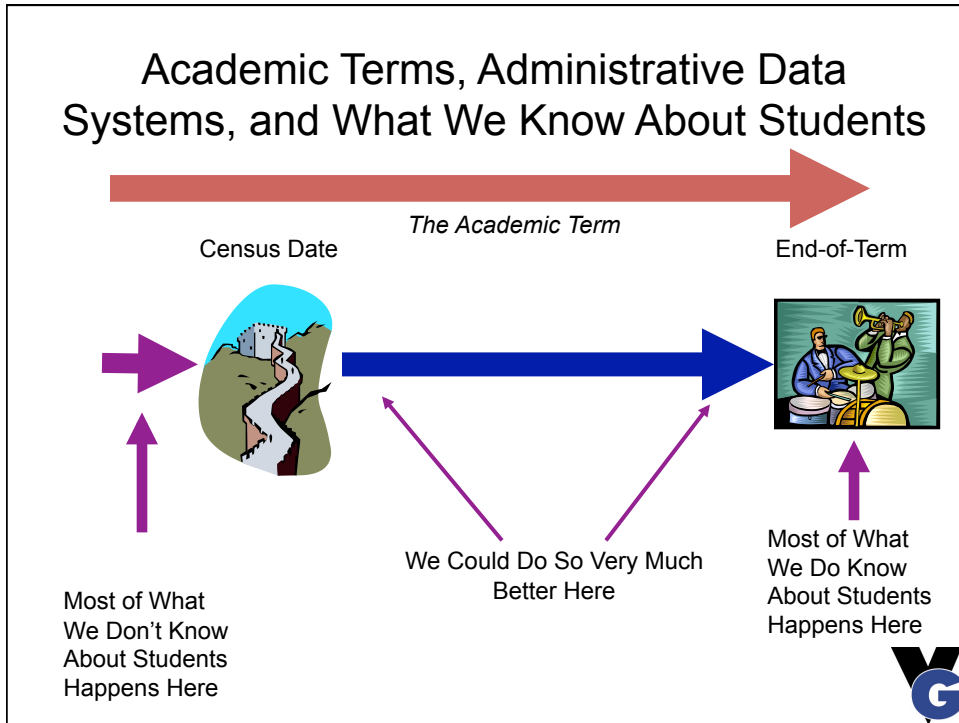 Academic Terms, Administrative Data
Systems, and What We Know About Students
The Academic Term
Census Date
End-of-Term
We Could Do So Very Much
Better Here
Most of What
We Do Know
About Students
Happens Here
Most of What
We Don't Know
About Students
Happens Here
VG